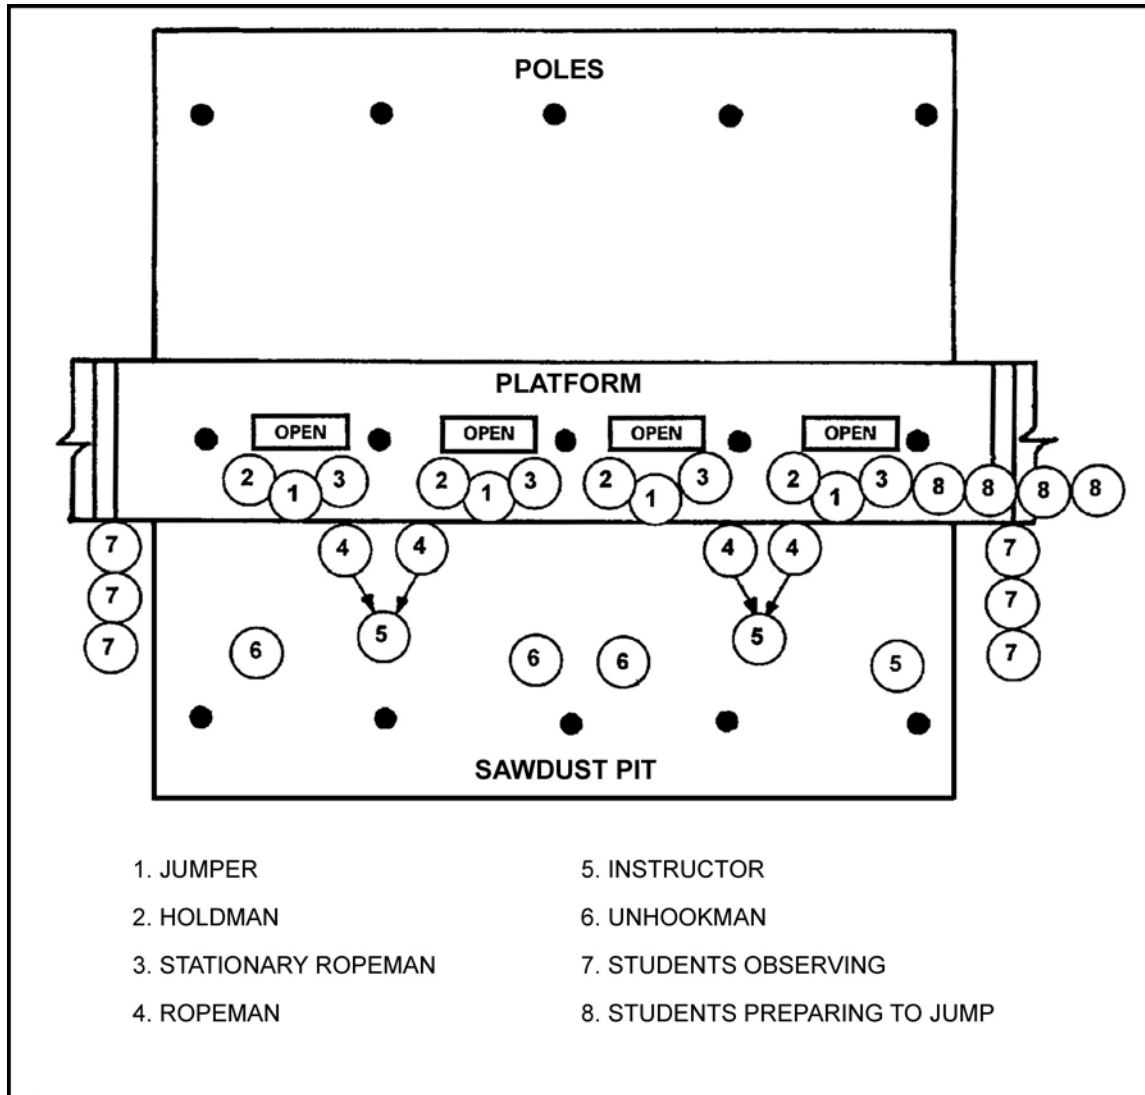 POLES
PLATFORM
OPEN OPEN OPEN OPEN
2 3 2 3 2 3 2 3 8 8 8 8
1 1 1 1
7 4 4 4 4 7
7 7
5 5
7 6 6 6 5 7
SAWDUST PIT
1. JUMPER
2. HOLDMAN
3. STATIONARY ROPEMAN
4. ROPEMAN
5. INSTRUCTOR
6. UNHOOKMAN
7. STUDENTS OBSERVING
8. STUDENTS PREPARING TO JUMP